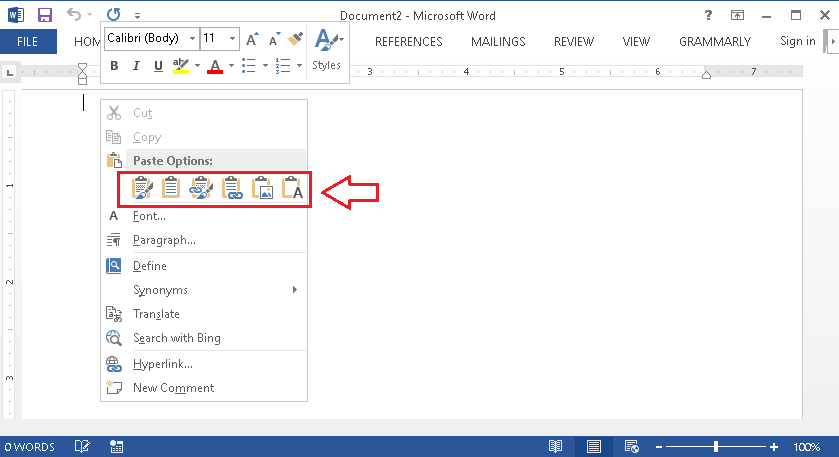 Document2 - Microsoft Word
FILE HOM REFERENCES MAILINGS REVIEW VIEW GRAMMARLY Sign in
Calibri (Body) 11
B I U ab A Styles
3 4 5 6 7
Cut
Copy
Paste Options:
A
Font...
Paragraph...
Define
Synonyms
Translate
Search with Bing
Hyperlink...
New Comment
1
2
3
0 WORDS 100%